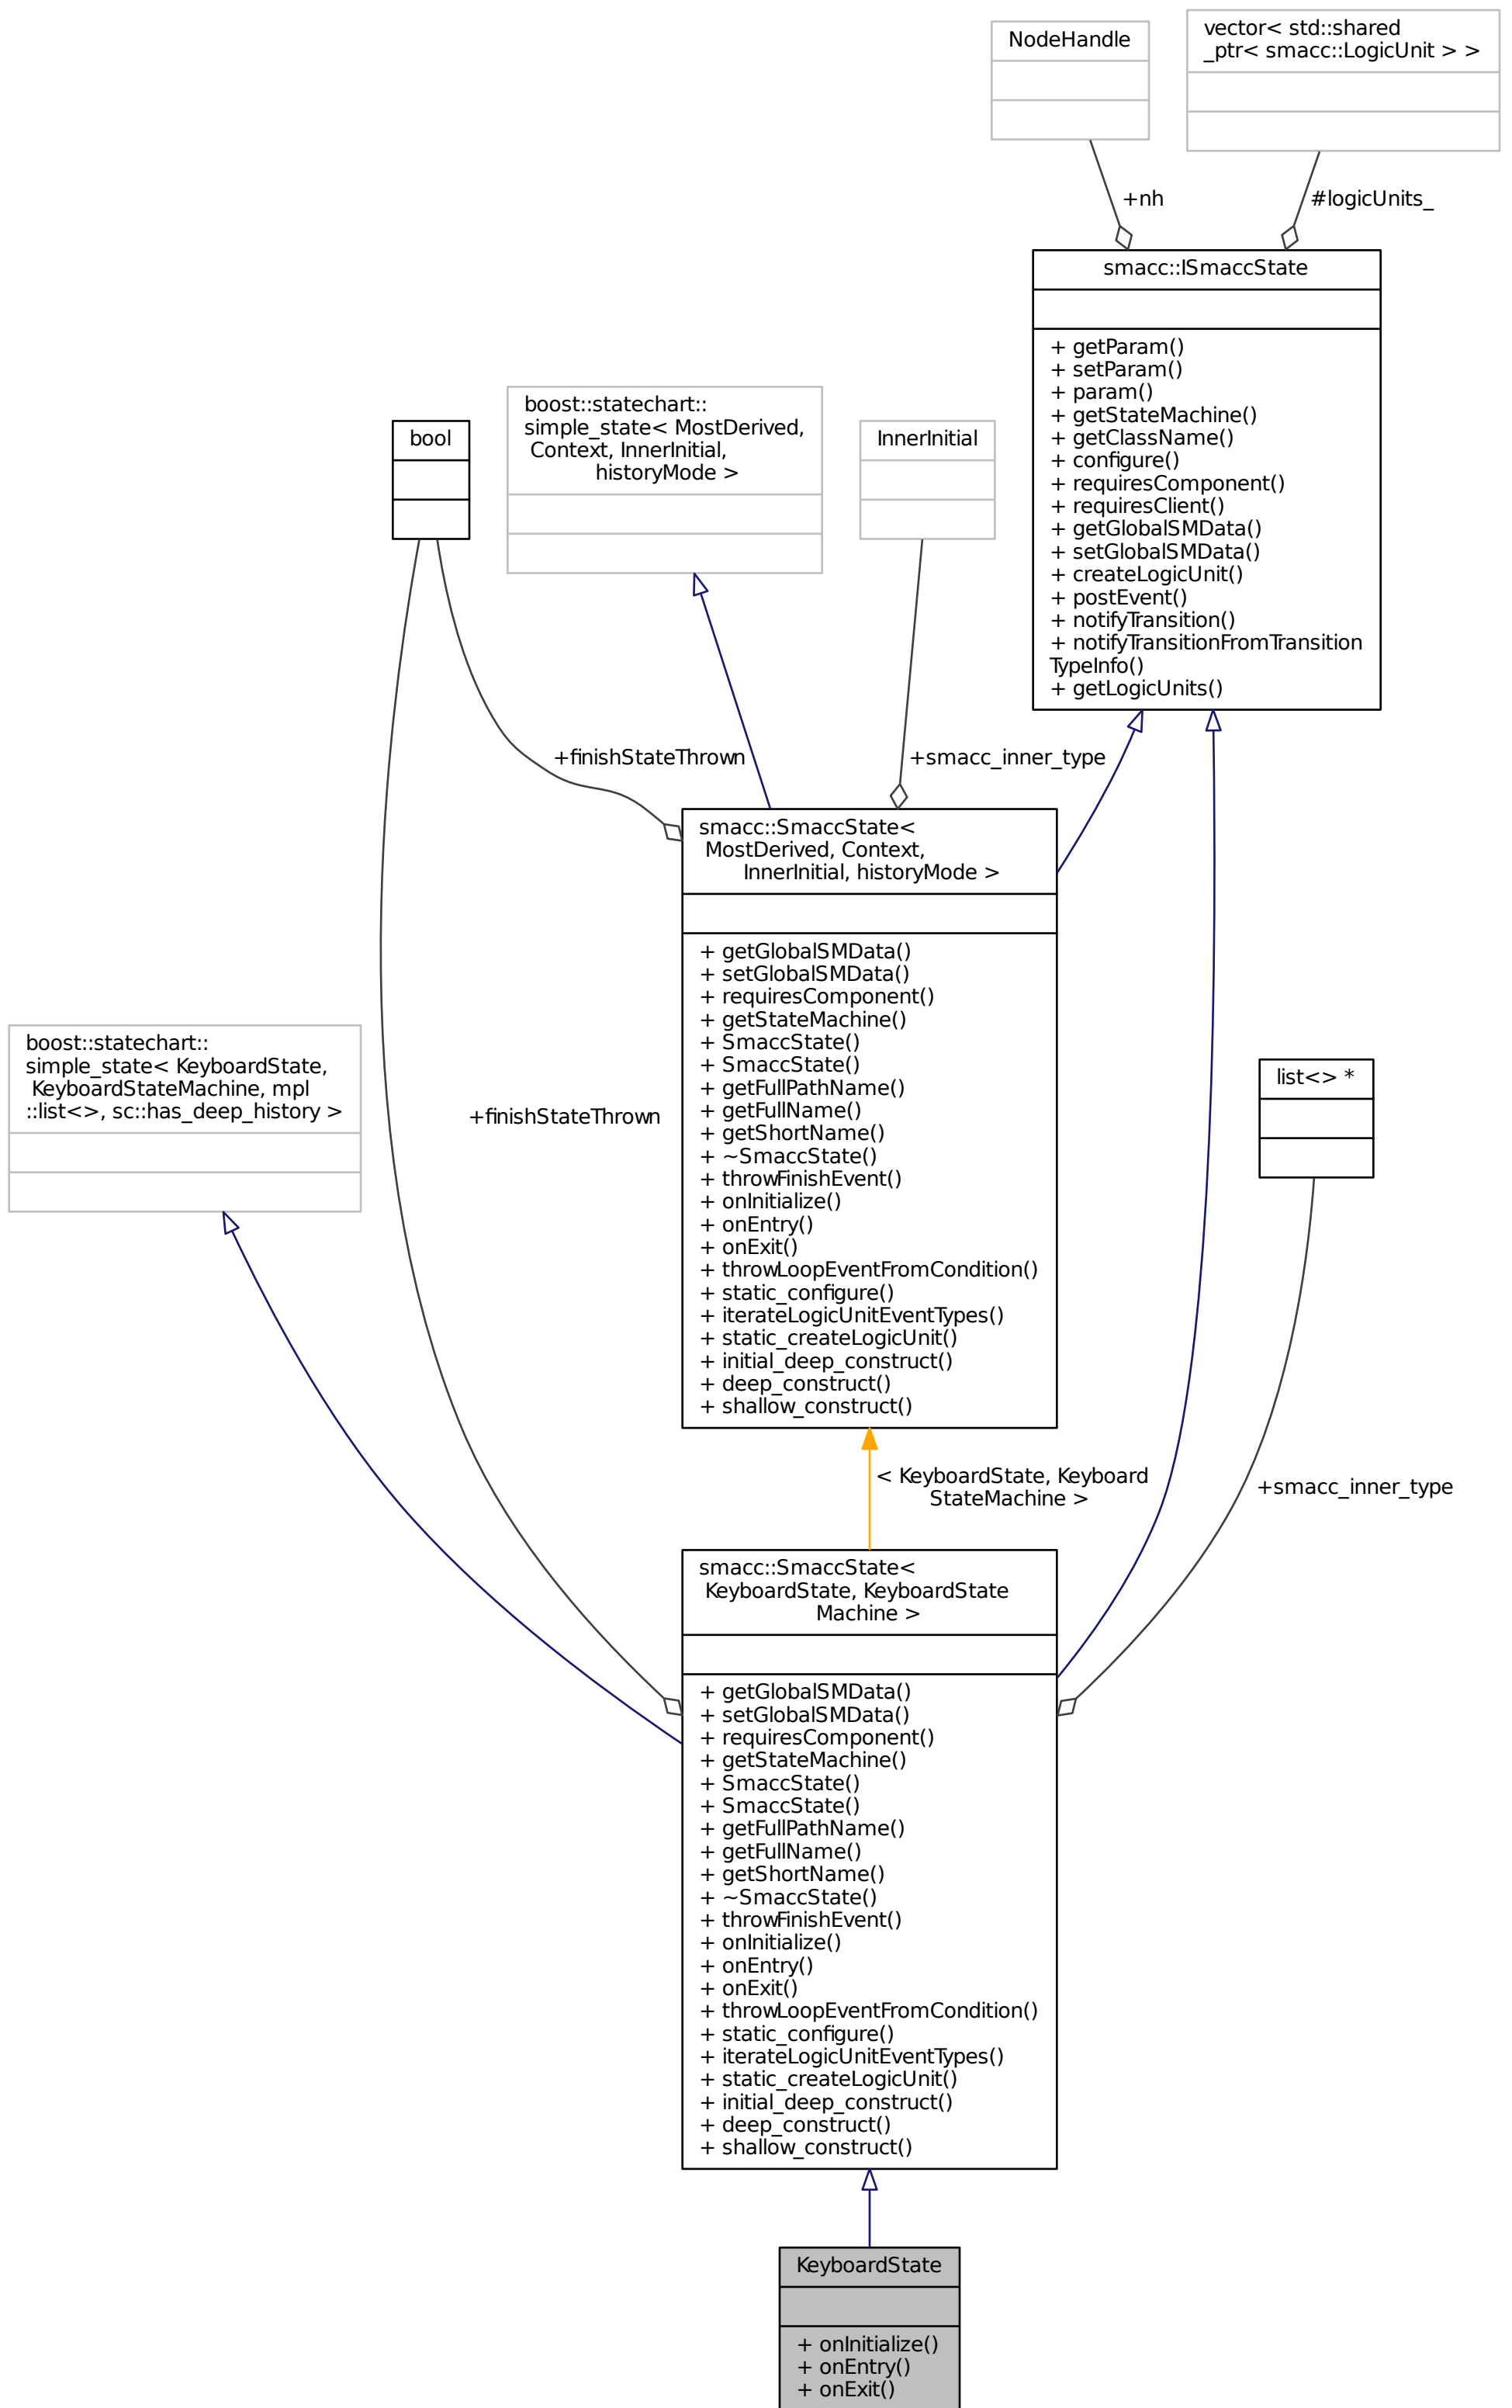 NodeHandle
vector< std::shared
_ptr< smacc::LogicUnit > >
+nh
#logicUnits_
smacc::ISmaccState
+ getParam()
+ setParam()
+ param()
+ getStateMachine()
+ getClassName()
+ configure()
+ requiresComponent()
+ requiresClient()
+ getGlobalSMData()
+ setGlobalSMData()
+ createLogicUnit()
+ postEvent()
+ notifyTransition()
+ notifyTransitionFromTransition
TypeInfo()
+ getLogicUnits()
bool
boost::statechart::
simple_state< MostDerived,
Context, InnerInitial,
historyMode >
InnerInitial
+finishStateThrown
+smacc_inner_type
smacc::SmaccState<
MostDerived, Context,
InnerInitial, historyMode >
+ getGlobalSMData()
+ setGlobalSMData()
+ requiresComponent()
+ getStateMachine()
+ SmaccState()
+ SmaccState()
+ getFullPathName()
+ getFullName()
+ getShortName()
+ ~SmaccState()
+ throwFinishEvent()
+ onInitialize()
+ onEntry()
+ onExit()
+ throwLoopEventFromCondition()
+ static_configure()
+ iterateLogicUnitEventTypes()
+ static_createLogicUnit()
+ initial_deep_construct()
+ deep_construct()
+ shallow_construct()
boost::statechart::
simple_state< KeyboardState,
KeyboardStateMachine, mpl
::list<>, sc::has_deep_history >
+finishStateThrown
list<> *
< KeyboardState, Keyboard
StateMachine >
+smacc_inner_type
smacc::SmaccState<
KeyboardState, KeyboardState
Machine >
+ getGlobalSMData()
+ setGlobalSMData()
+ requiresComponent()
+ getStateMachine()
+ SmaccState()
+ SmaccState()
+ getFullPathName()
+ getFullName()
+ getShortName()
+ ~SmaccState()
+ throwFinishEvent()
+ onInitialize()
+ onEntry()
+ onExit()
+ throwLoopEventFromCondition()
+ static_configure()
+ iterateLogicUnitEventTypes()
+ static_createLogicUnit()
+ initial_deep_construct()
+ deep_construct()
+ shallow_construct()
KeyboardState
+ onInitialize()
+ onEntry()
+ onExit()